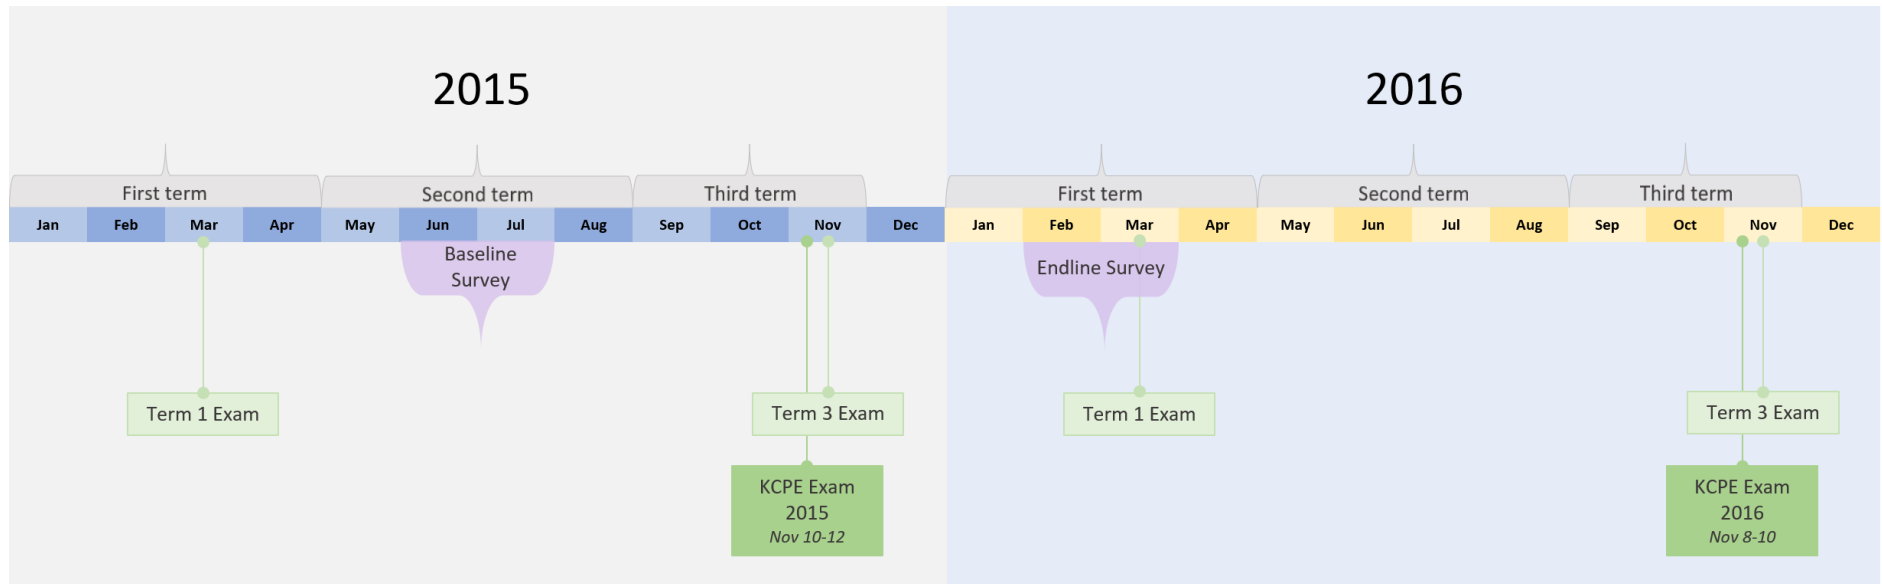 2015
2016
First term
Second term
Third term
First term
Second term
Third term
Jan Feb Mar Apr May Jun Jul Aug Sep Oct Nov Dec Jan Feb Mar Apr May Jun Jul Aug Sep Oct Nov Dec
Baseline
Survey
Endline Survey
Term 1 Exam
Term 3 Exam
Term 1 Exam
Term 3 Exam
KCPE Exam
2015
Nov 10-12
KCPE Exam
2016
Nov 8-10